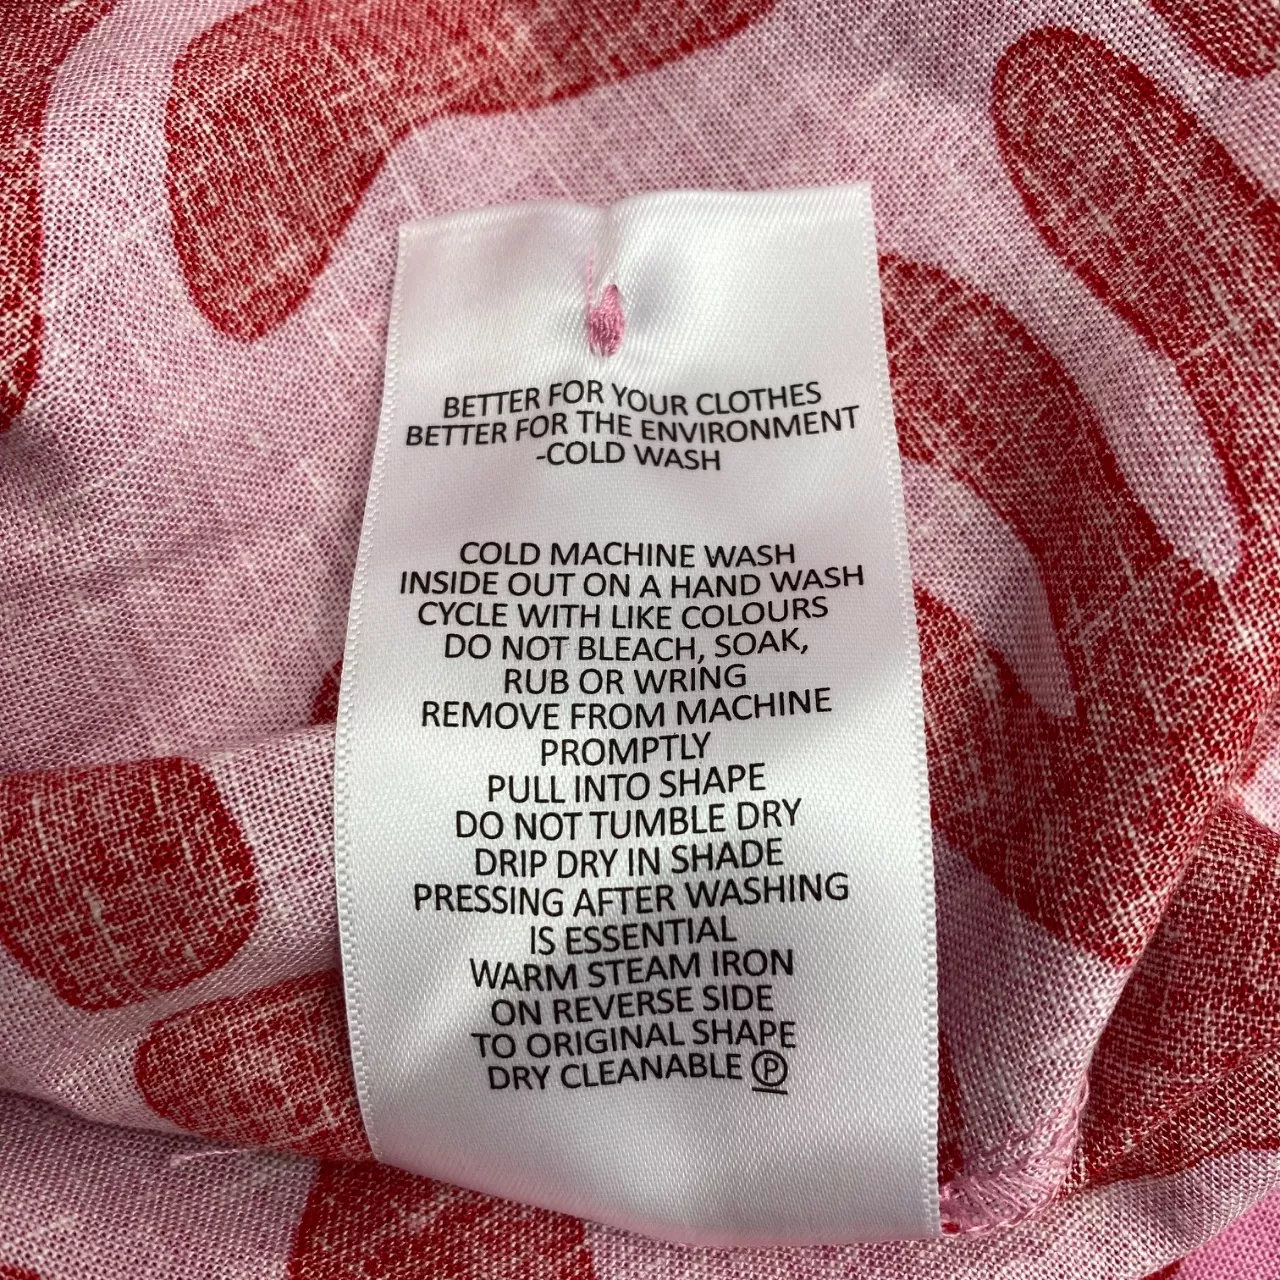 BETTER FOR YOUR CLOTHES
BETTER FOR THE ENVIRONMENT
-COLD WASH
COLD MACHINE WASH
INSIDE OUT ON A HAND WASH
CYCLE WITH LIKE COLOURS
DO NOT BLEACH, SOAK,
RUB OR WRING
REMOVE FROM MACHINE
PROMPTLY
PULL INTO SHAPE
DO NOT TUMBLE DRY
DRIP DRY IN SHADE
PRESSING AFTER WASHING
IS ESSENTIAL
WARM STEAM IRON
ON REVERSE SIDE
TO ORIGINAL SHAPE
DRY CLEANABLE Ⓟ